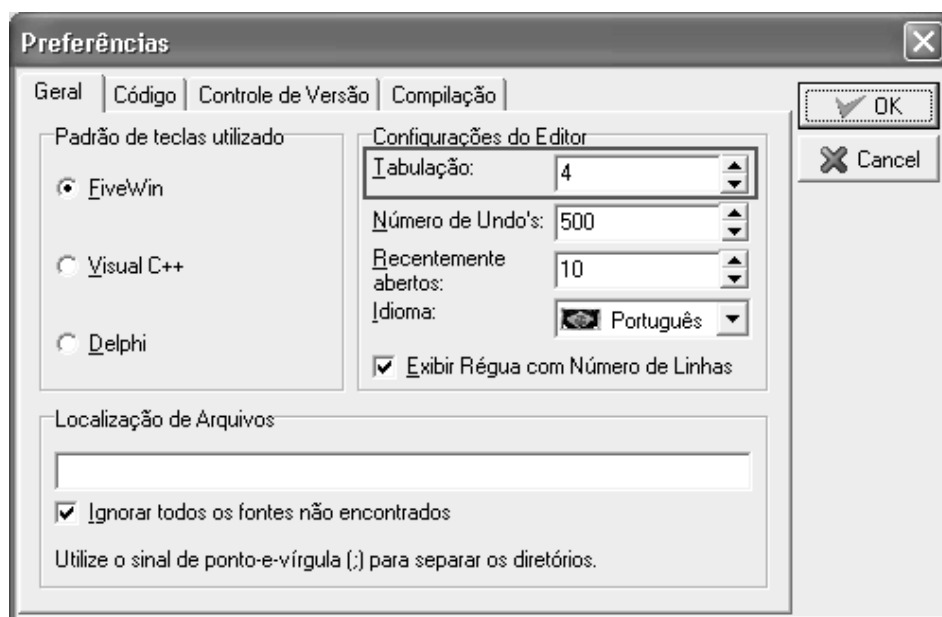 Preferências
Geral Código Controle de Versão Compilação
OK
Cancel
Padrão de teclas utilizado
FiveWin
Visual C++
Delphi
Configurações do Editor
Tabulação: 4
Número de Undo's: 500
Recentemente
abertos: 10
Idioma: Português
Exibir Régua com Número de Linhas
Localização de Arquivos
Ignorar todos os fontes não encontrados
Utilize o sinal de ponto-e-vírgula (;) para separar os diretórios.